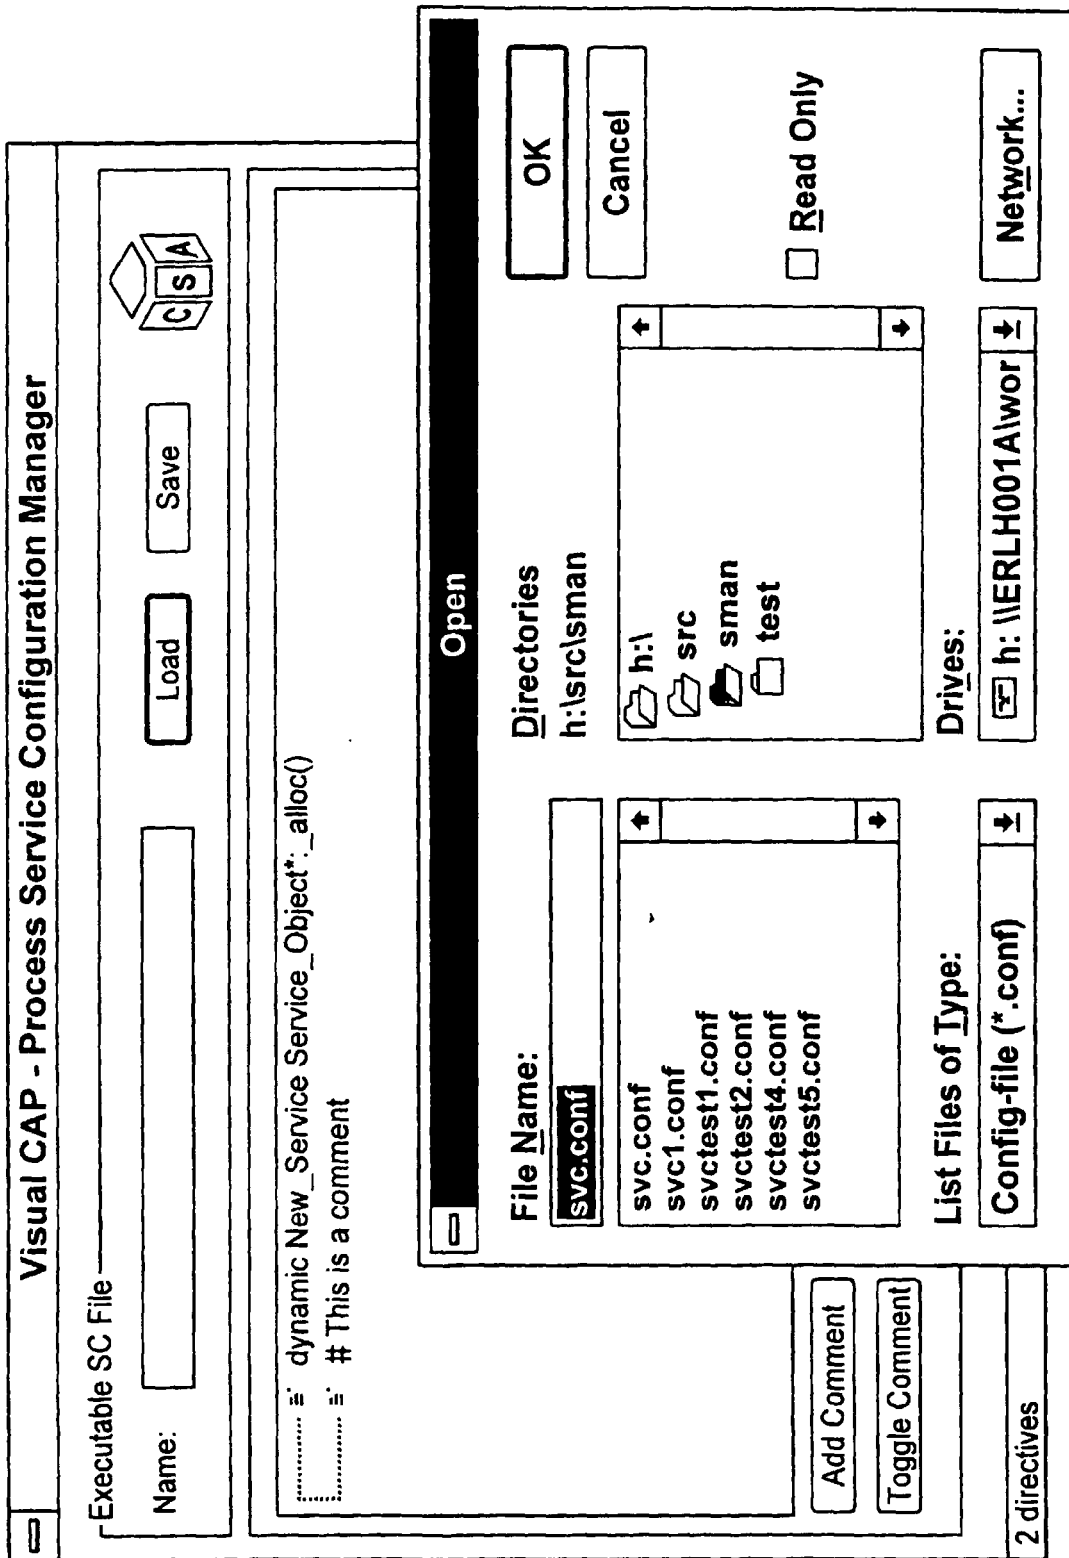 Visual CAP - Process Service Configuration Manager
Executable SC File
Name:
Load
Save
C S A
dynamic New_Service Service_Object*:_alloc()
# This is a comment
Add Comment
Toggle Comment
2 directives
Open
File Name:
svc.conf
svc.conf
svc1.conf
svctest1.conf
svctest2.conf
svctest4.conf
svctest5.conf
List Files of Type:
Config-file (*.conf)
Directories
h:\src\sman
h:\
src
sman
test
Drives:
h: \\ERLH001A\wor
OK
Cancel
Read Only
Network...